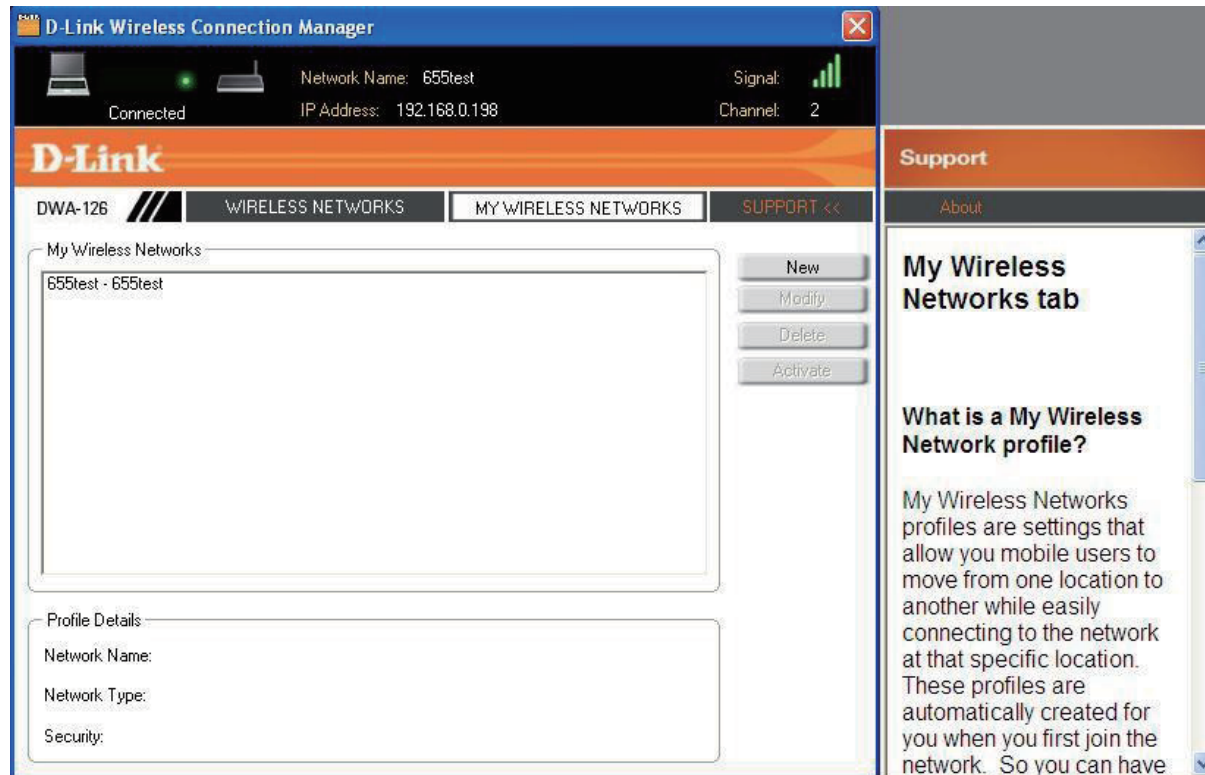 D-Link Wireless Connection Manager
Network Name: 655test
Signal:
Connected
IP Address: 192.168.0.198
Channel: 2
D-Link
DWA-126
WIRELESS NETWORKS
MY WIRELESS NETWORKS
SUPPORT <<
My Wireless Networks
655test - 655test
New
Modify
Delete
Activate
Profile Details
Network Name:
Network Type:
Security:
Support
About
My Wireless
Networks tab
What is a My Wireless
Network profile?
My Wireless Networks
profiles are settings that
allow you mobile users to
move from one location to
another while easily
connecting to the network
at that specific location.
These profiles are
automatically created for
you when you first join the
network. So you can have